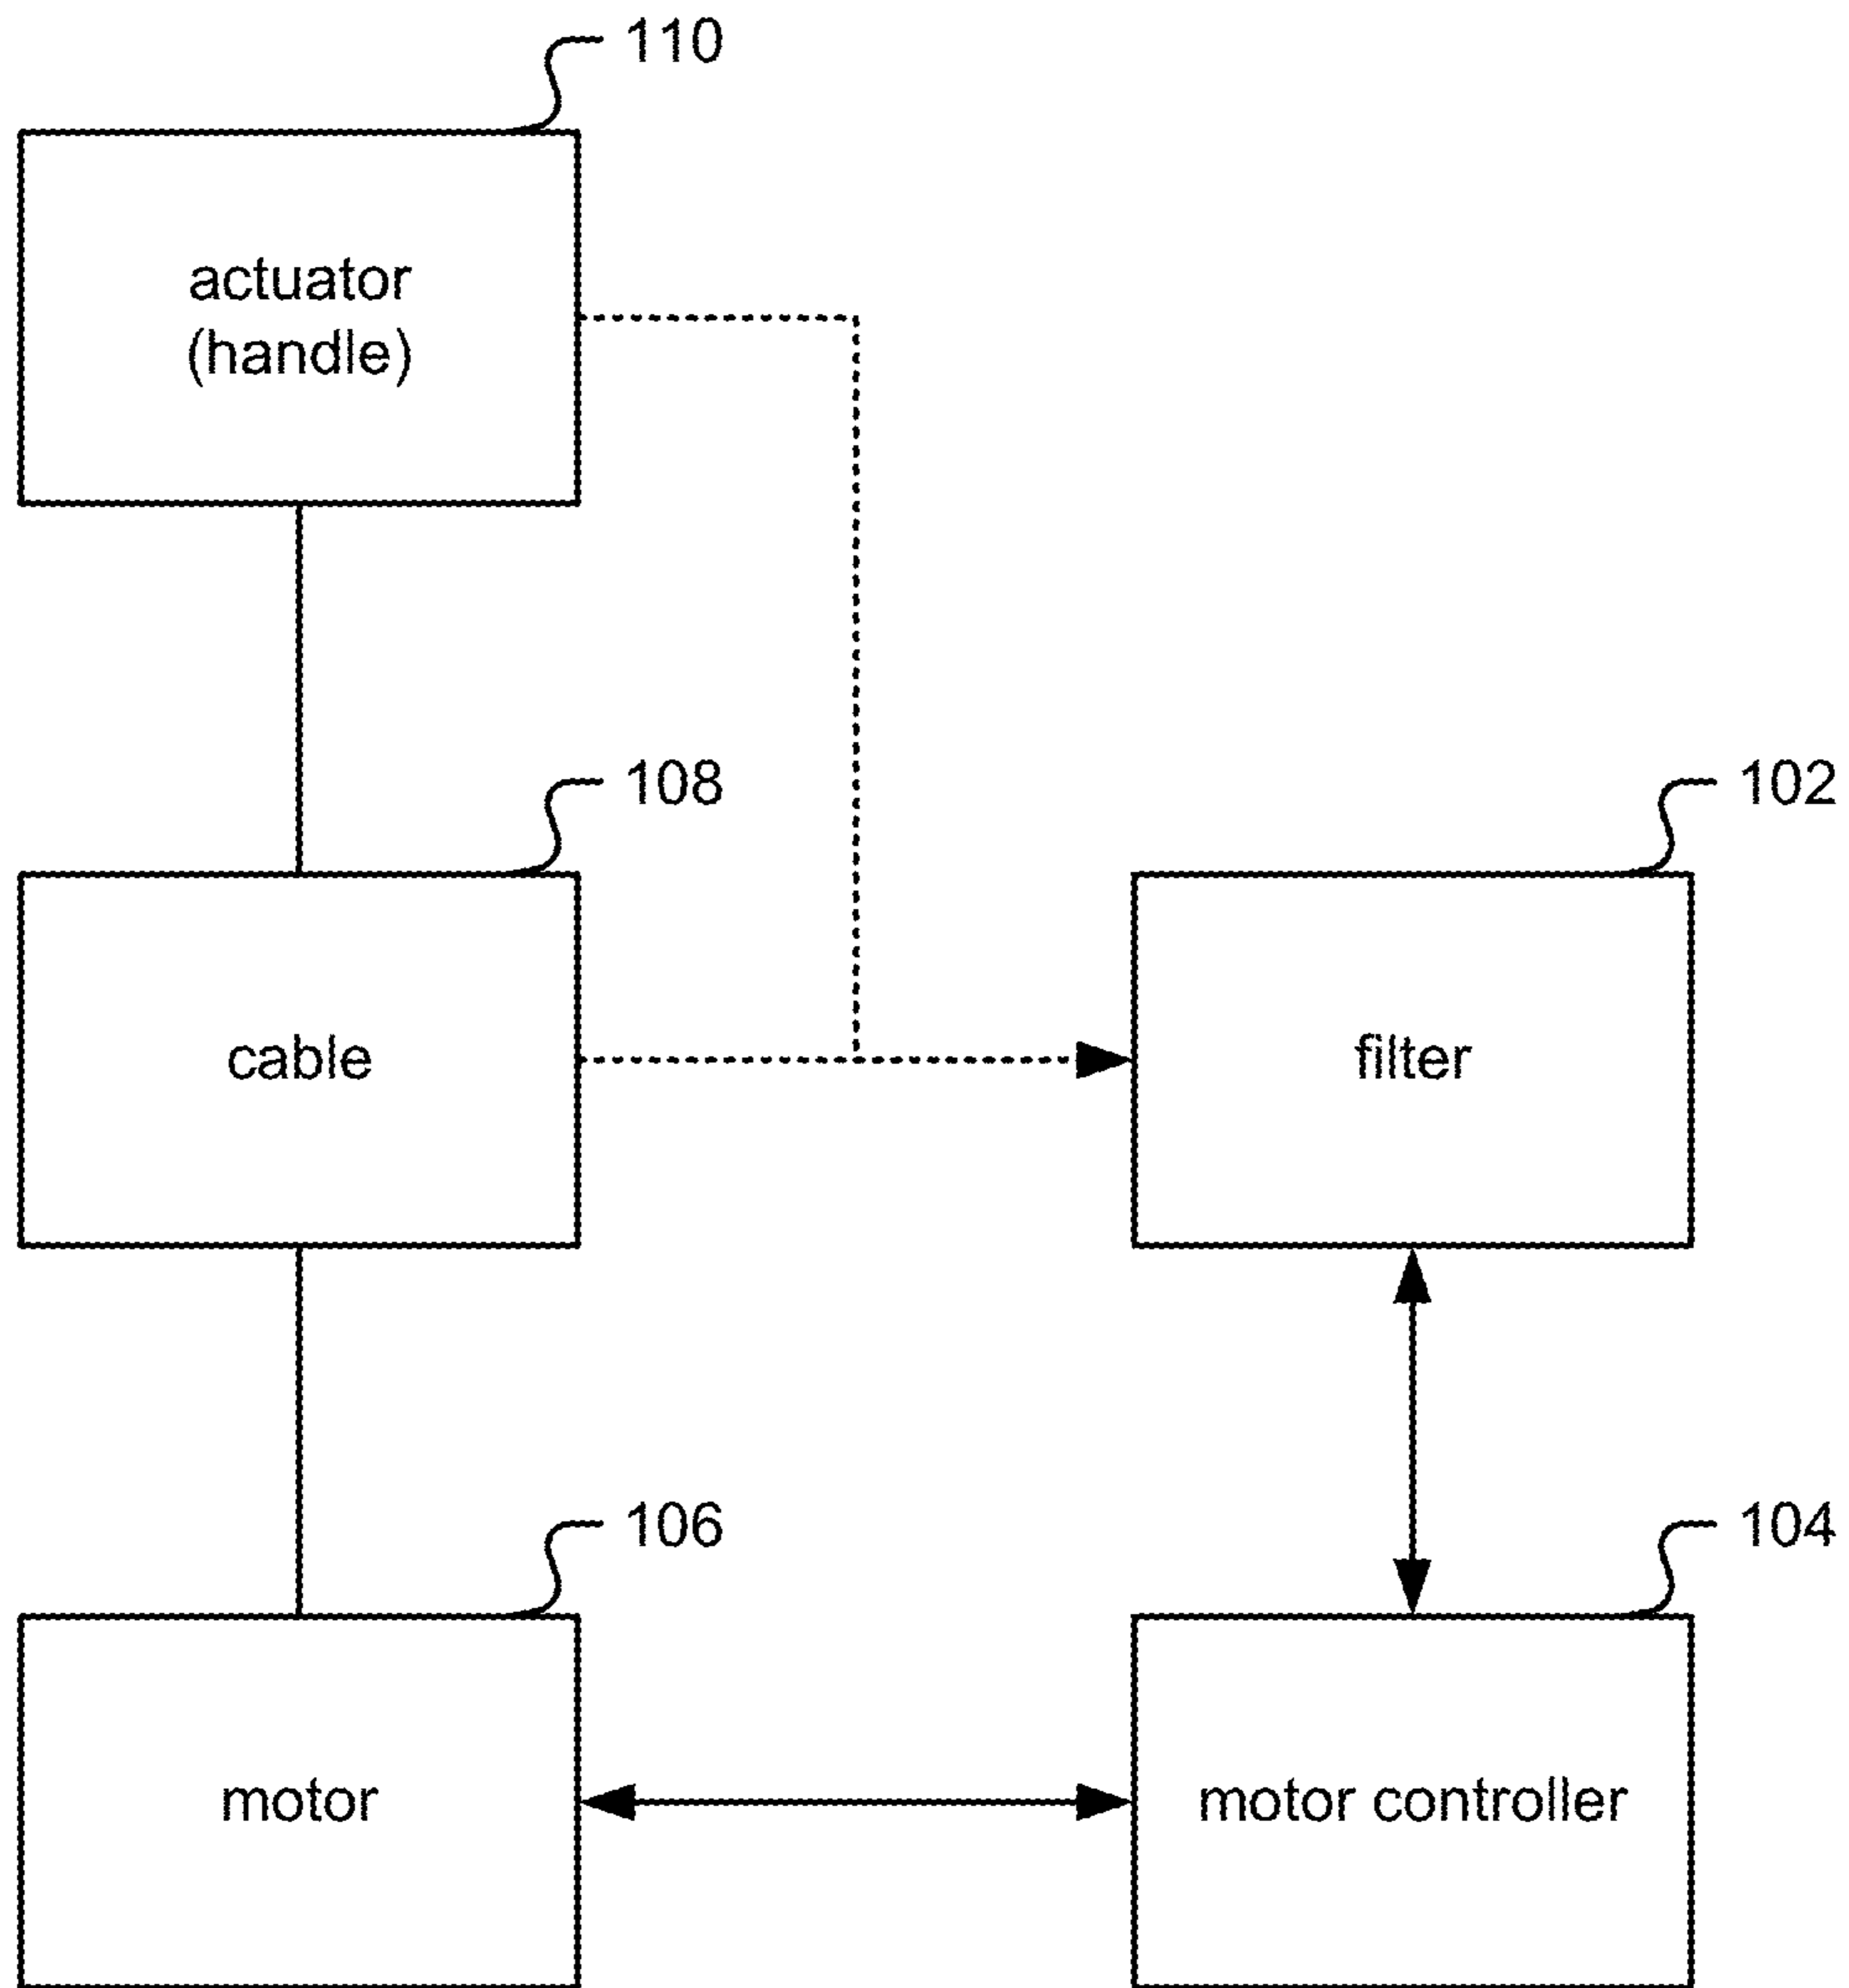 110
actuator
(handle)
108
102
cable
filter
106
104
motor
motor controller